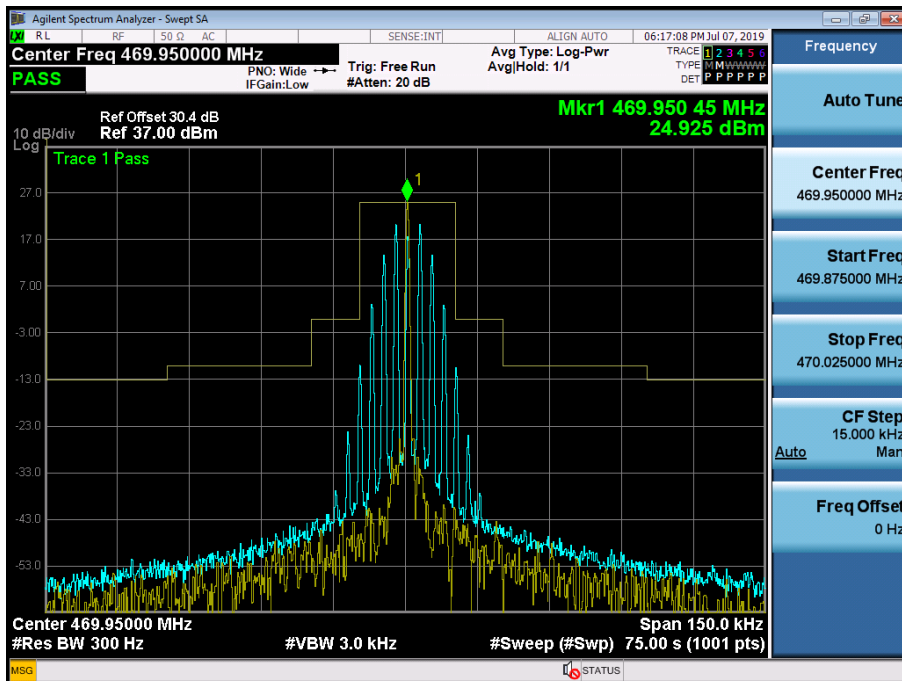 Agilent Spectrum Analyzer - Swept SA
LXI RL RF 50 Ω AC SENSE:INT ALIGN AUTO 06:17:08 PM Jul 07, 2019
Center Freq 469.950000 MHz
PASS
PNO: Wide
IFGain:Low
Trig: Free Run
#Atten: 20 dB
Avg Type: Log-Pwr
Avg|Hold: 1/1
TRACE 1 2 3 4 5 6
TYPE M M W W W W
DET P P P P P P
Mkr1 469.950 45 MHz
24.925 dBm
Ref Offset 30.4 dB
10 dB/div Ref 37.00 dBm
Log
Trace 1 Pass
1
27.0
17.0
7.00
-3.00
-13.0
-23.0
-33.0
-43.0
-53.0
Center 469.95000 MHz Span 150.0 kHz
#Res BW 300 Hz #VBW 3.0 kHz #Sweep (#Swp) 75.00 s (1001 pts)
MSG STATUS
Frequency
Auto Tune
Center Freq
469.950000 MHz
Start Freq
469.875000 MHz
Stop Freq
470.025000 MHz
CF Step
15.000 kHz
Auto Man
Freq Offset
0 Hz